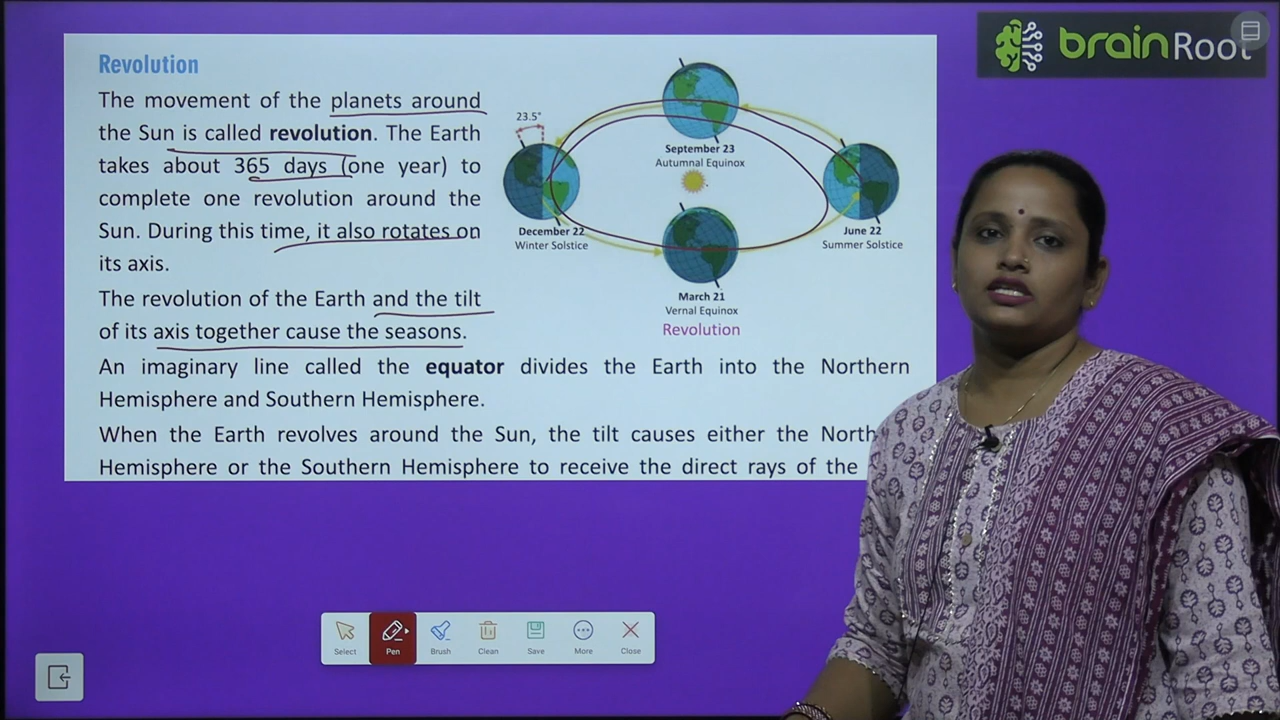 brainRoot
Revolution
The movement of the planets around
the Sun is called revolution. The Earth
takes about 365 days (one year) to
complete one revolution around the
Sun. During this time, it also rotates on
its axis.
The revolution of the Earth and the tilt
of its axis together cause the seasons.
An imaginary line called the equator divides the Earth into the Northern
Hemisphere and Southern Hemisphere.
When the Earth revolves around the Sun, the tilt causes either the North
Hemisphere or the Southern Hemisphere to receive the direct rays of the
23.5°
September 23
Autumnal Equinox
December 22
Winter Solstice
June 22
Summer Solstice
March 21
Vernal Equinox
Revolution
Select
Pen
Brush
Clean
Save
More
Close